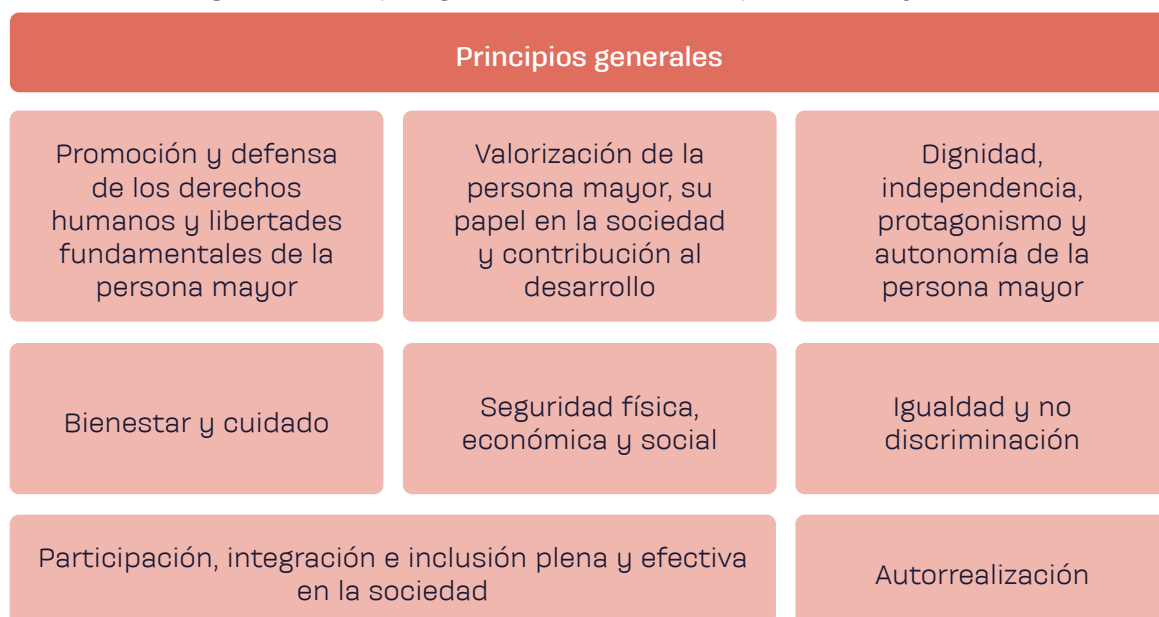 Principios generales
Promoción y defensa
de los derechos
humanos y libertades
fundamentales de la
persona mayor
Valorización de la
persona mayor, su
papel en la sociedad
y contribución al
desarrollo
Dignidad,
independencia,
protagonismo y
autonomía de la
persona mayor
Bienestar y cuidado
Seguridad física,
económica y social
Igualdad y no
discriminación
Participación, integración e inclusión plena y efectiva
en la sociedad
Autorrealización